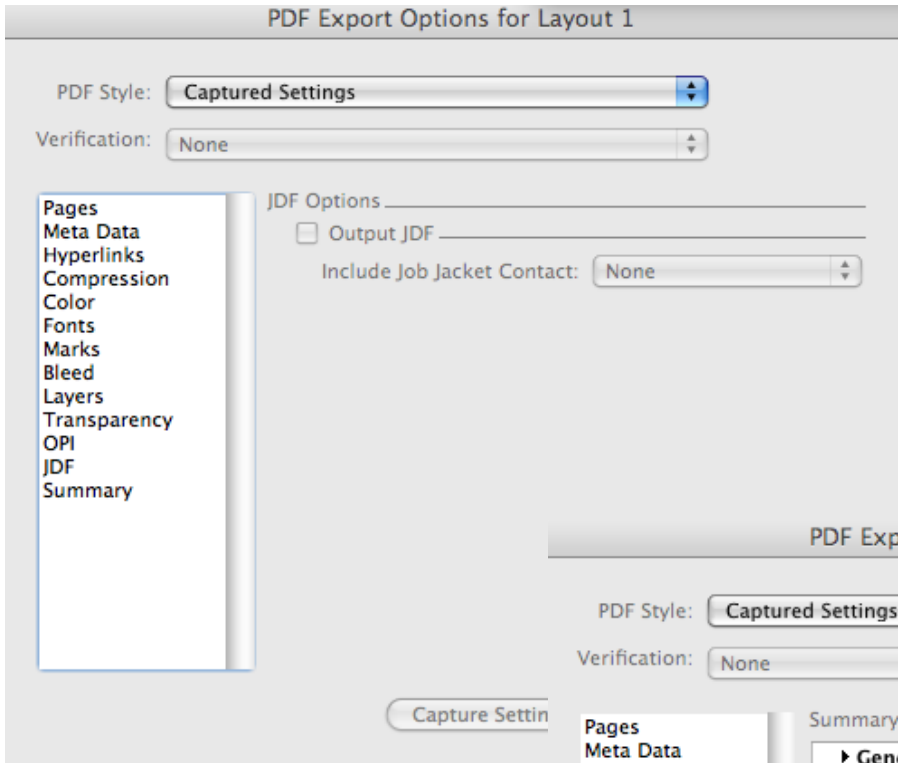 PDF Export Options for Layout 1
PDF Style: Captured Settings
Verification: None
Pages
Meta Data
Hyperlinks
Compression
Color
Fonts
Marks
Bleed
Layers
Transparency
OPI
JDF
Summary
JDF Options
Output JDF
Include Job Jacket Contact: None
Capture Settin
PDF Exp
PDF Style: Captured Settings
Verification: None
Pages
Meta Data
Summary
Gene